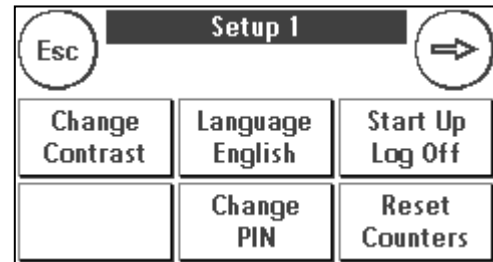 Esc
Setup 1
Change
Contrast
Language
English
Start Up
Log Off
Change
PIN
Reset
Counters